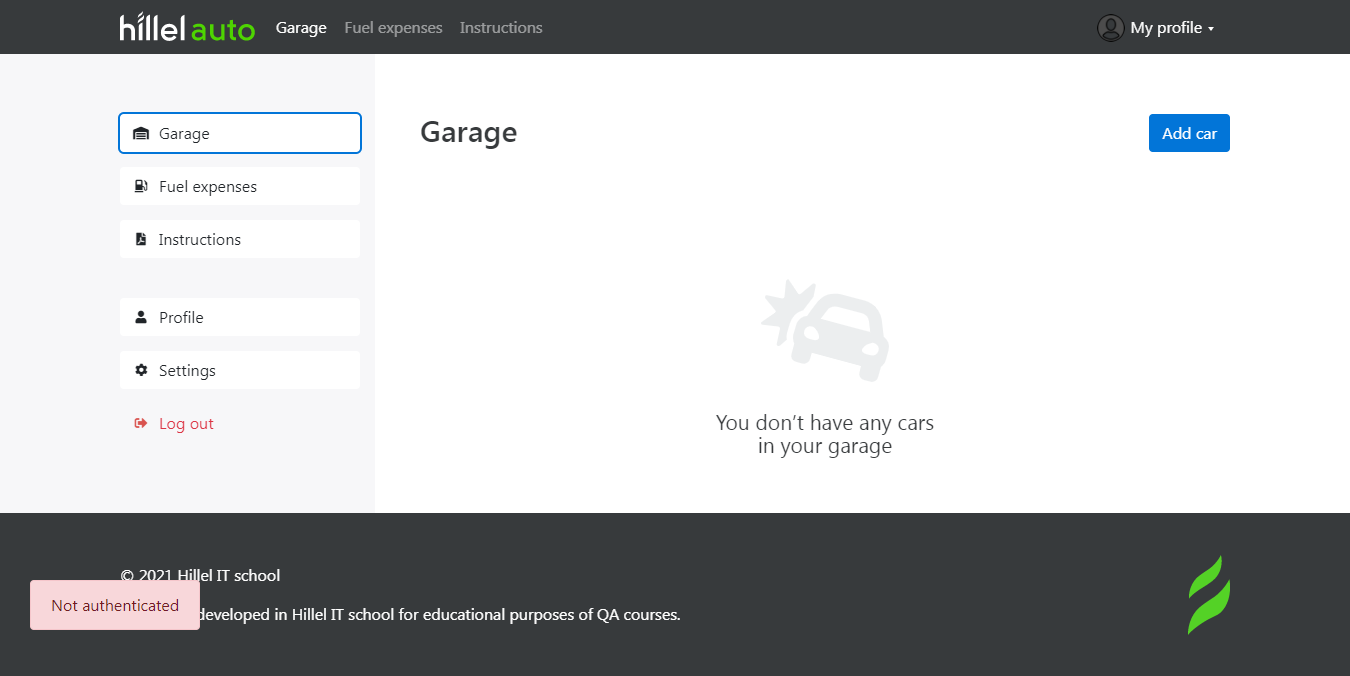 hillel auto
Garage
Fuel expenses
Instructions
My profile
Garage
Fuel expenses
Instructions
Profile
Settings
Log out
Garage
Add car
You don’t have any cars
in your garage
© 2021 Hillel IT school
developed in Hillel IT school for educational purposes of QA courses.
Not authenticated